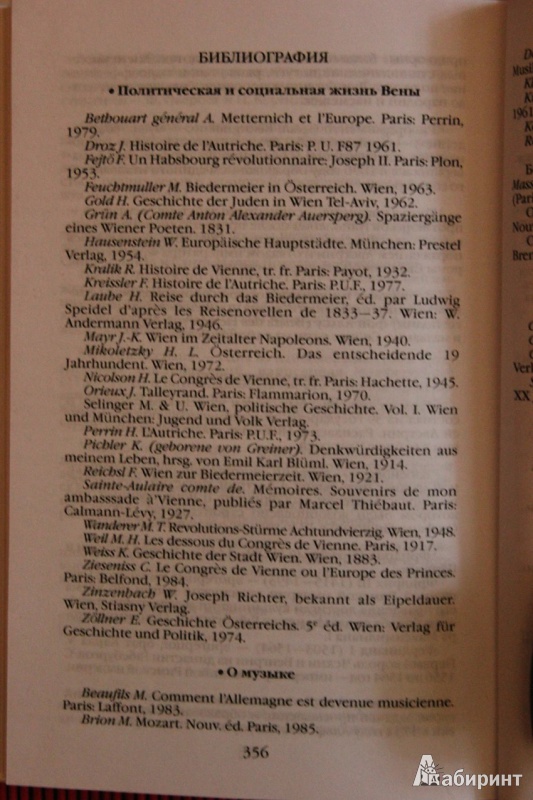 БИБЛИОГРАФИЯ
• Политическая и социальная жизнь Вены
Bethouart général A. Metternich et l'Europe. Paris: Perrin,
1979.
Droz J. Histoire de l'Autriche. Paris: P. U. F87 1961.
Fejtő F. Un Habsbourg révolutionnaire: Joseph II. Paris: Plon,
1953.
Feuchtmuller M. Biedermeier in Österreich. Wien, 1963.
Gold H. Geschichte der Juden in Wien Tel-Aviv, 1962.
Grün A. (Comte Anton Alexander Auersperg). Spaziergänge
eines Wiener Poeten. 1831.
Hausenstein W. Europäische Hauptstädte. München: Prestel
Verlag, 1954.
Kralik R. Histoire de Vienne, tr. fr. Paris: Payot, 1932.
Kreissler F. Histoire de l'Autriche. Paris: P.U.F., 1977.
Laube H. Reise durch das Biedermeier, éd. par Ludwig
Speidel d'après les Reisenovellen de 1833—37. Wien: W.
Andermann Verlag, 1946.
Mayr J.-K. Wien im Zeitalter Napoleons. Wien, 1940.
Mikoletzky H. L. Österreich. Das entscheidende 19
Jahrhundert. Wien, 1972.
Nicolson H. Le Congrès de Vienne, tr. fr. Paris: Hachette, 1945.
Orieux J. Talleyrand. Paris: Flammarion, 1970.
Selinger M. & U. Wien, politische Geschichte. Vol. I. Wien
und München: Jugend und Volk Verlag.
Perrin H. L'Autriche. Paris: P.U.F., 1973.
Pichler K. (geborene von Greiner). Denkwürdigkeiten aus
meinem Leben, hrsg. von Emil Karl Blüml. Wien, 1914.
Reichsl F. Wien zur Biedermeierzeit. Wien, 1921.
Sainte-Aulaire comte de. Mémoires. Souvenirs de mon
ambasssade à'Vienne, publiés par Marcel Thiébaut. Paris:
Calmann-Lévy, 1927.
Wanderer M. T. Revolutions-Stürme Achtundvierzig. Wien, 1948.
Weil M. H. Les dessous du Congrès de Vienne. Paris, 1917.
Weiss K. Geschichte der Stadt Wien. Wien, 1883.
Zieseniss C. Le Congrès de Vienne ou l'Europe des Princes.
Paris: Belfond, 1984.
Zinzenbach W. Joseph Richter, bekannt als Eipeldauer.
Wien, Stiasny Verlag.
Zöllner E. Geschichte Österreichs. 5e éd. Wien: Verlag für
Geschichte und Politik, 1974.
• О музыке
Beaufils M. Comment l'Allemagne est devenue musicienne.
Paris: Laffont, 1983.
Brion M. Mozart. Nouv. éd. Paris, 1985.
356
Лабиринт
Musi
1961
(Pari
Nou
Bren
Verl
XX